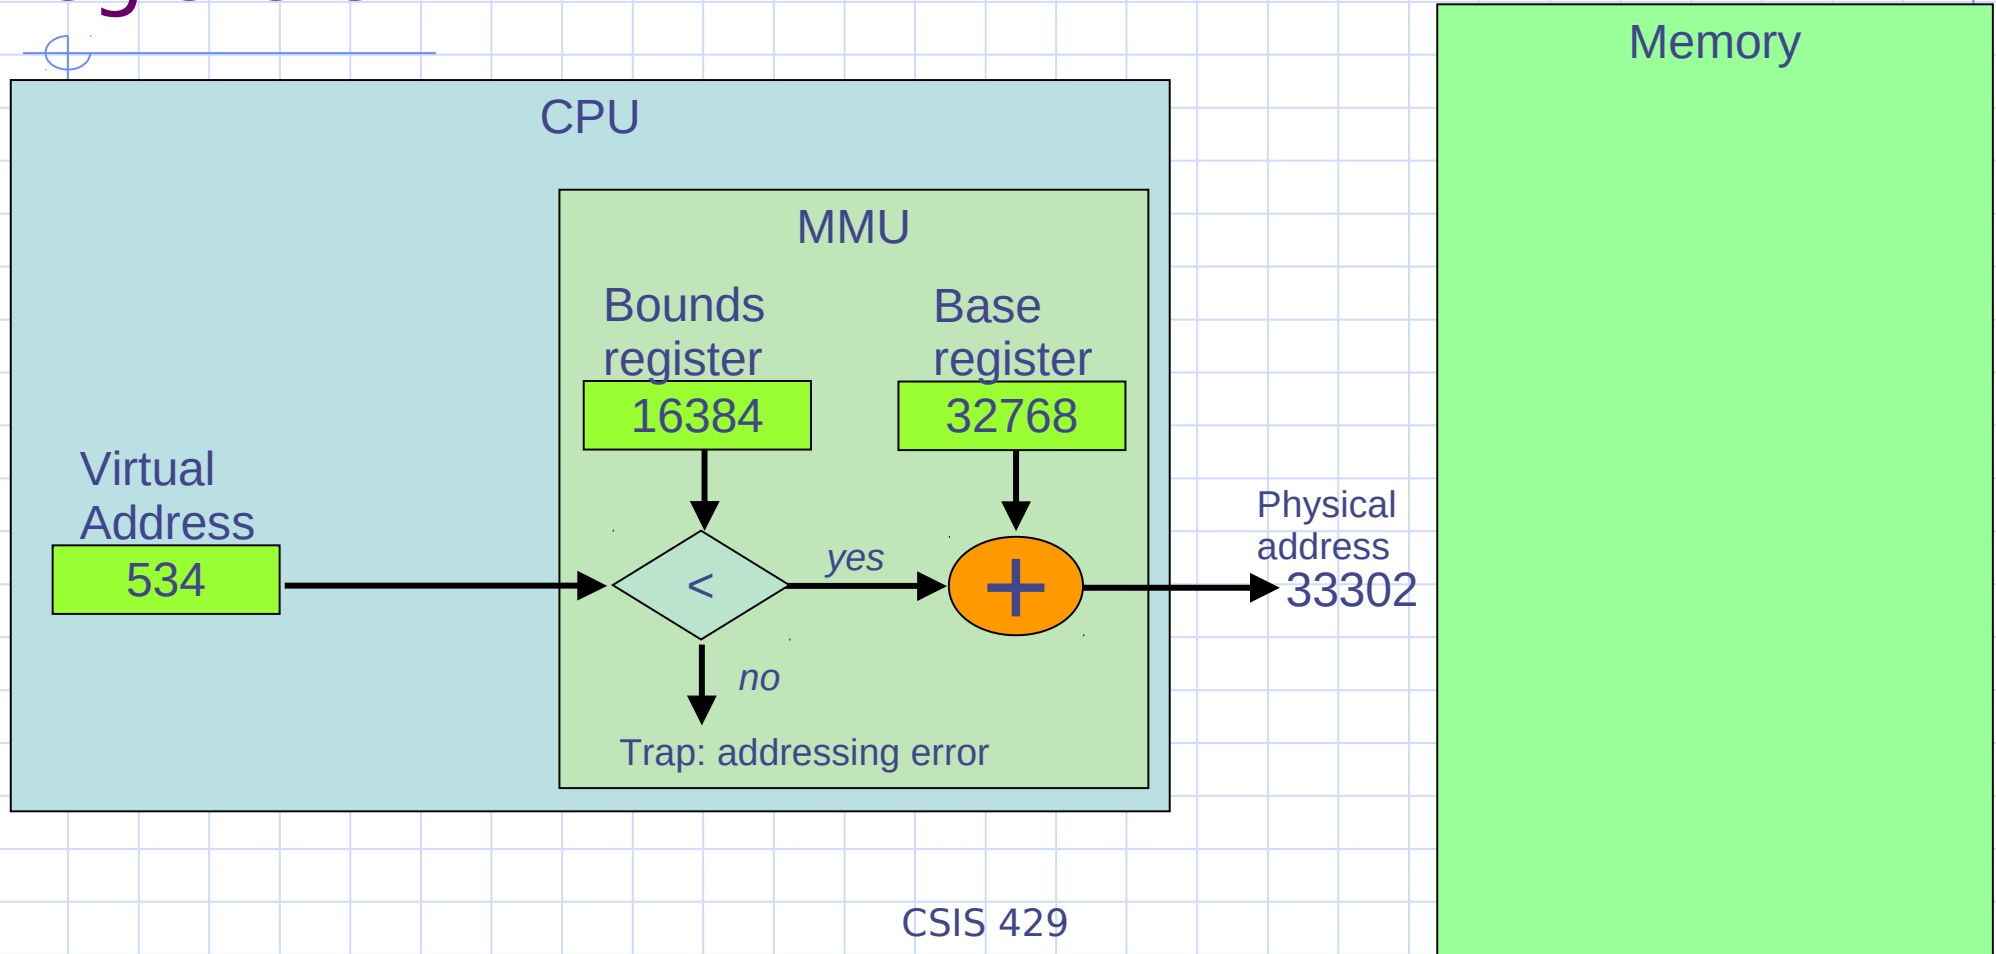 Memory
CPU
MMU
Bounds
register
Base
register
16384
32768
Virtual
Address
534
<
yes
+
Physical
address
33302
no
Trap: addressing error
CSIS 429